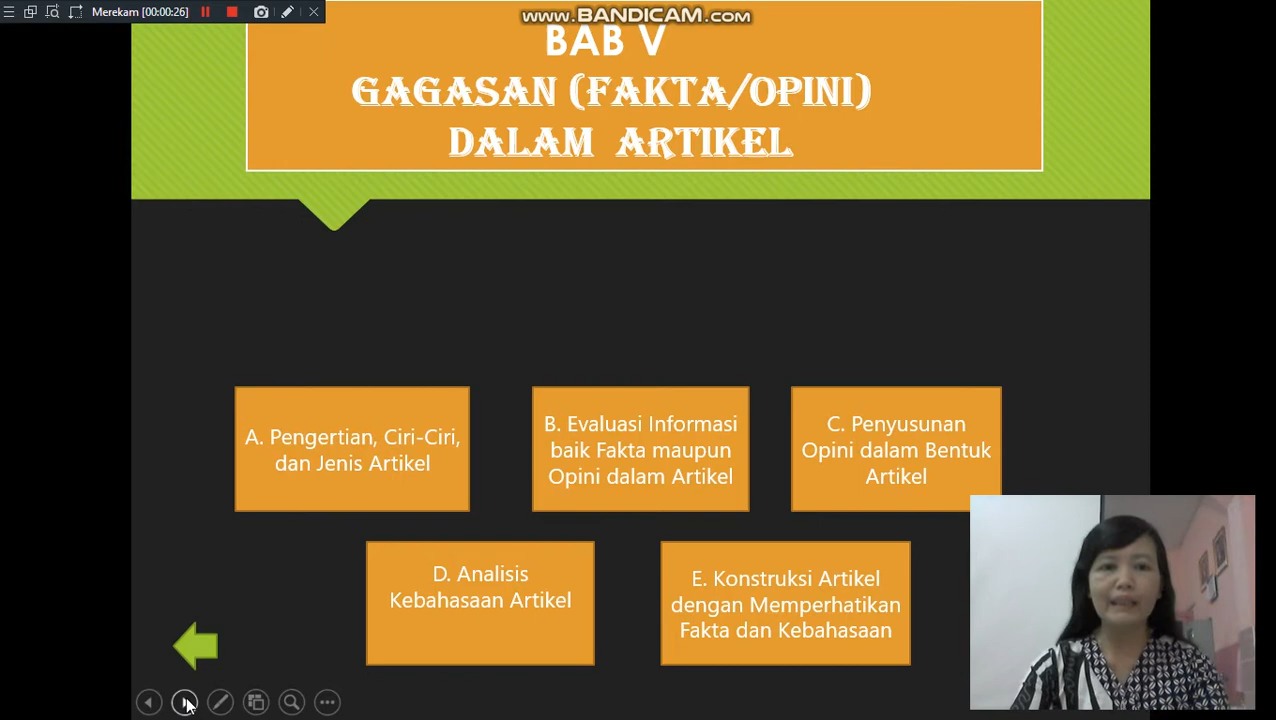 Merekam [00:00:26]
www.BANDICAM.com
BAB V
GAGASAN (FAKTA/OPINI)
DALAM ARTIKEL
A. Pengertian, Ciri-Ciri,
dan Jenis Artikel
B. Evaluasi Informasi
baik Fakta maupun
Opini dalam Artikel
C. Penyusunan
Opini dalam Bentuk
Artikel
D. Analisis
Kebahasaan Artikel
E. Konstruksi Artikel
dengan Memperhatikan
Fakta dan Kebahasaan